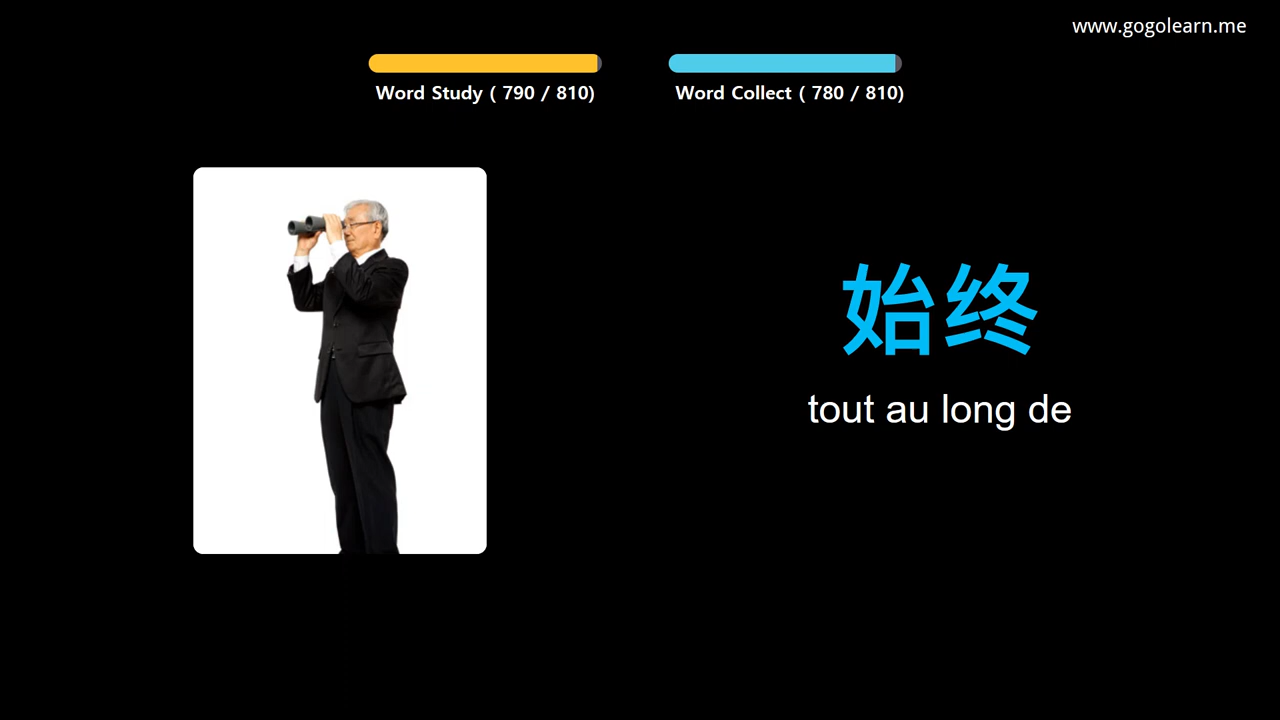 www.gogolearn.me
Word Study ( 790 / 810)
Word Collect ( 780 / 810)
始终
tout au long de